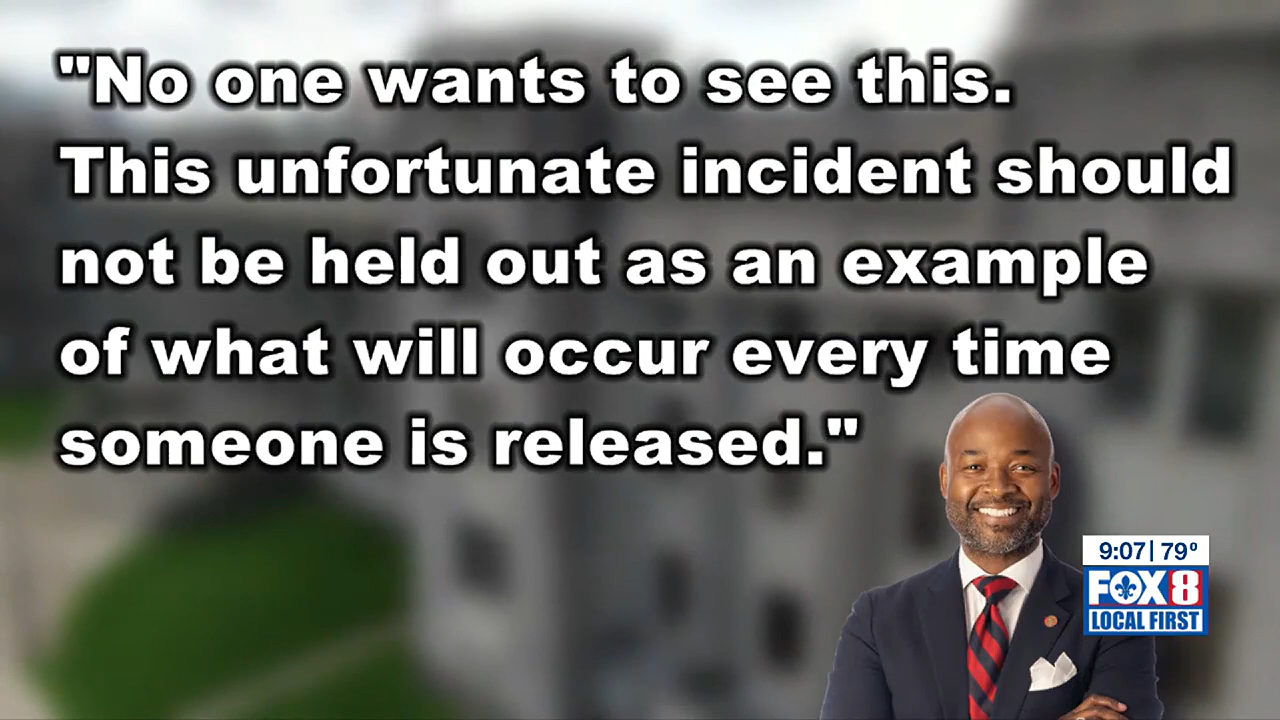 "No one wants to see this.
This unfortunate incident should
not be held out as an example
of what will occur every time
someone is released."
9:07| 79°
FOX 8
LOCAL FIRST